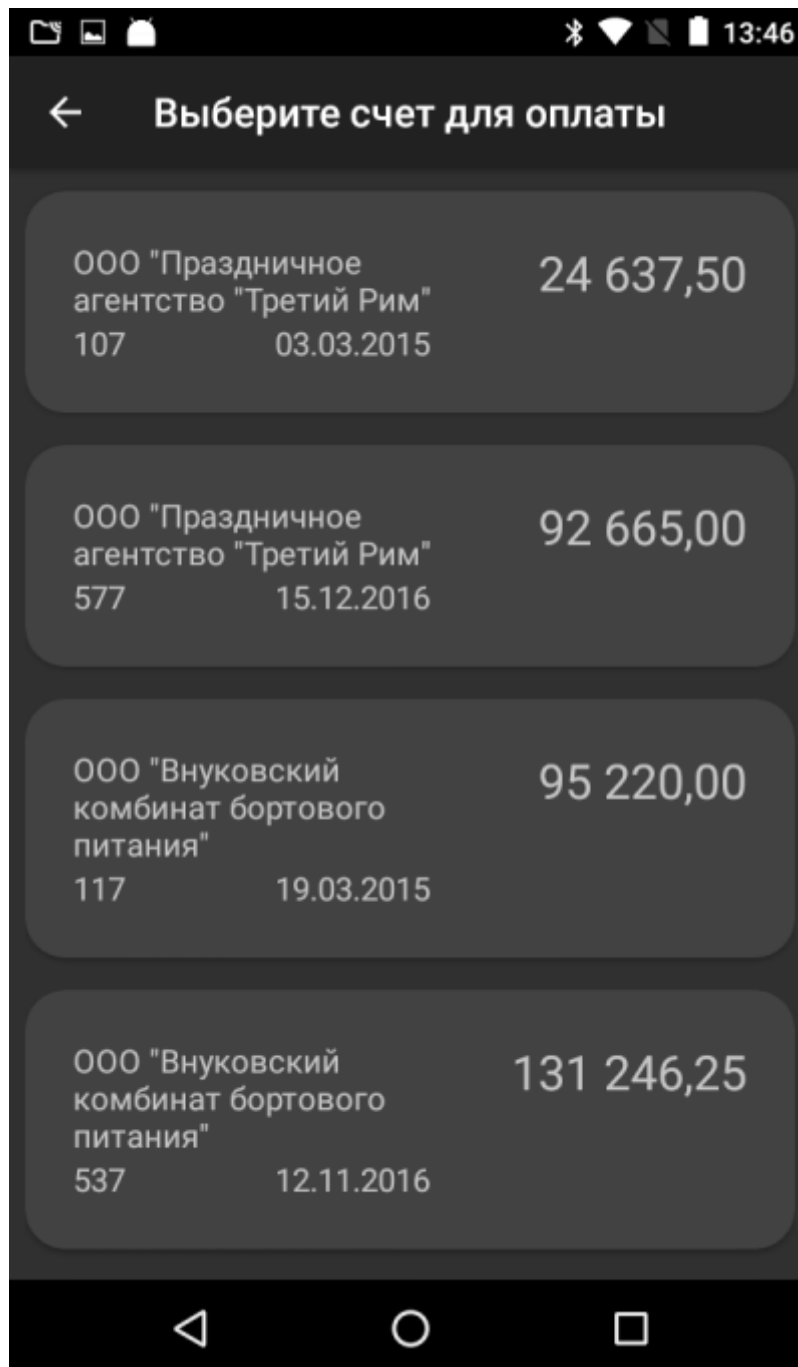 13:46
Выберите счет для оплаты
ООО "Праздничное
агентство "Третий Рим"
24 637,50
107 03.03.2015
ООО "Праздничное
агентство "Третий Рим"
92 665,00
577 15.12.2016
ООО "Внуковский
комбинат бортового
питания"
95 220,00
117 19.03.2015
ООО "Внуковский
комбинат бортового
питания"
131 246,25
537 12.11.2016